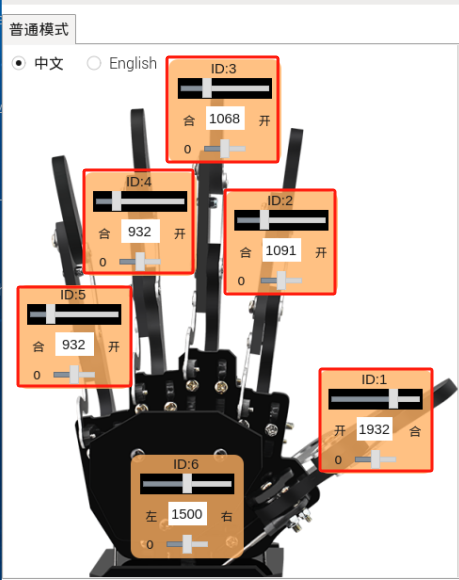 普通模式
中文 English
ID:3
合 1068 开
0
ID:4
合 932 开
0
ID:2
合 1091 开
0
ID:5
合 932 开
0
ID:1
开 1932 合
0
ID:6
左 1500 右
0